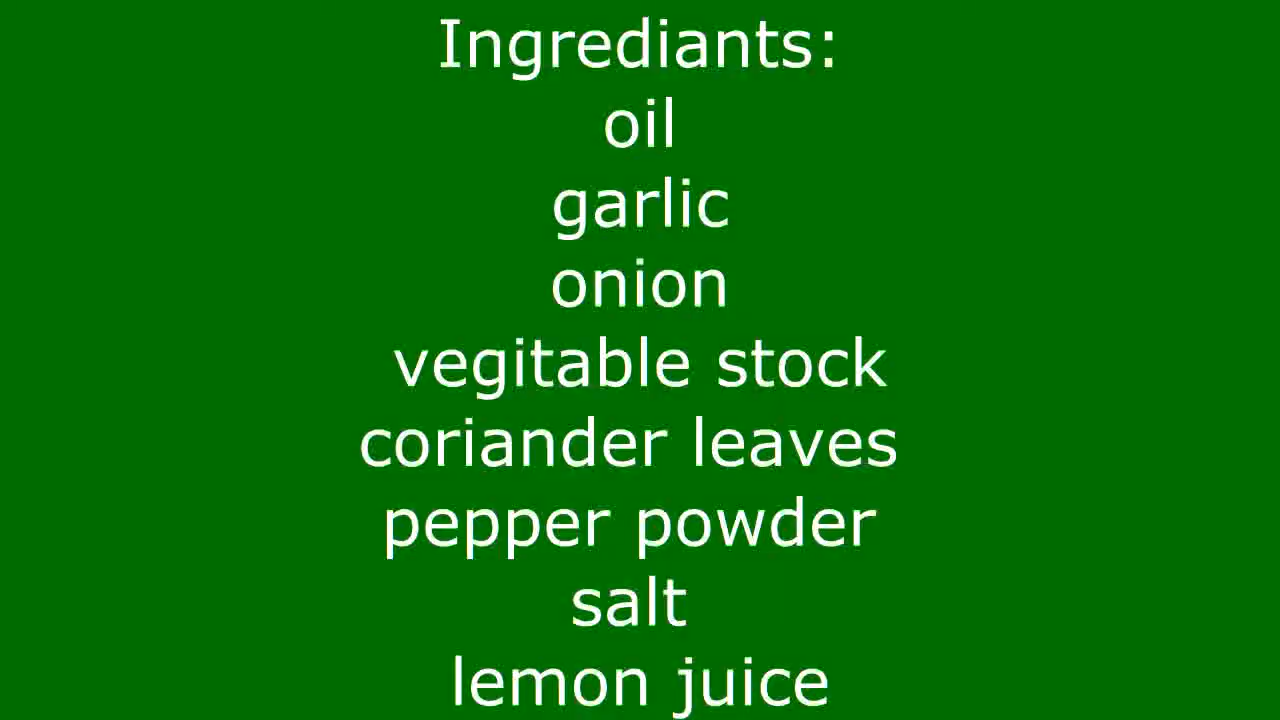 Ingrediants:
oil
garlic
onion
vegitable stock
coriander leaves
pepper powder
salt
lemon juice